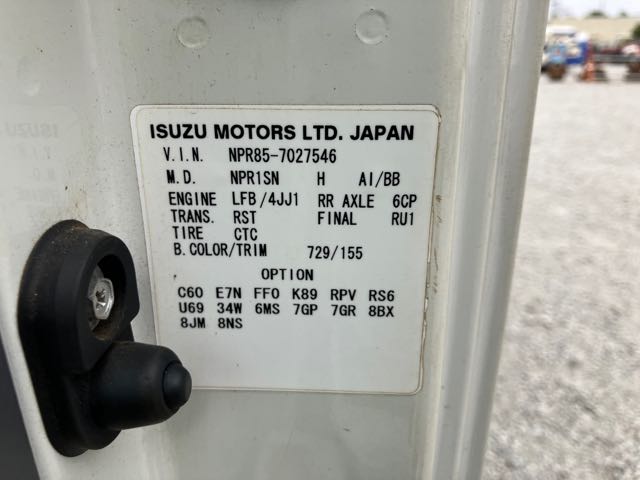 ISUZU MOTORS LTD. JAPAN
V.I.N. NPR85-7027546
M.D. NPR1SN H AI/BB
ENGINE LFB/4JJ1 RR AXLE 6CP
TRANS. RST FINAL RU1
TIRE CTC
B.COLOR/TRIM 729/155
OPTION
C60 E7N FF0 K89 RPV RS6
U69 34W 6MS 7GP 7GR 8BX
8JM 8NS